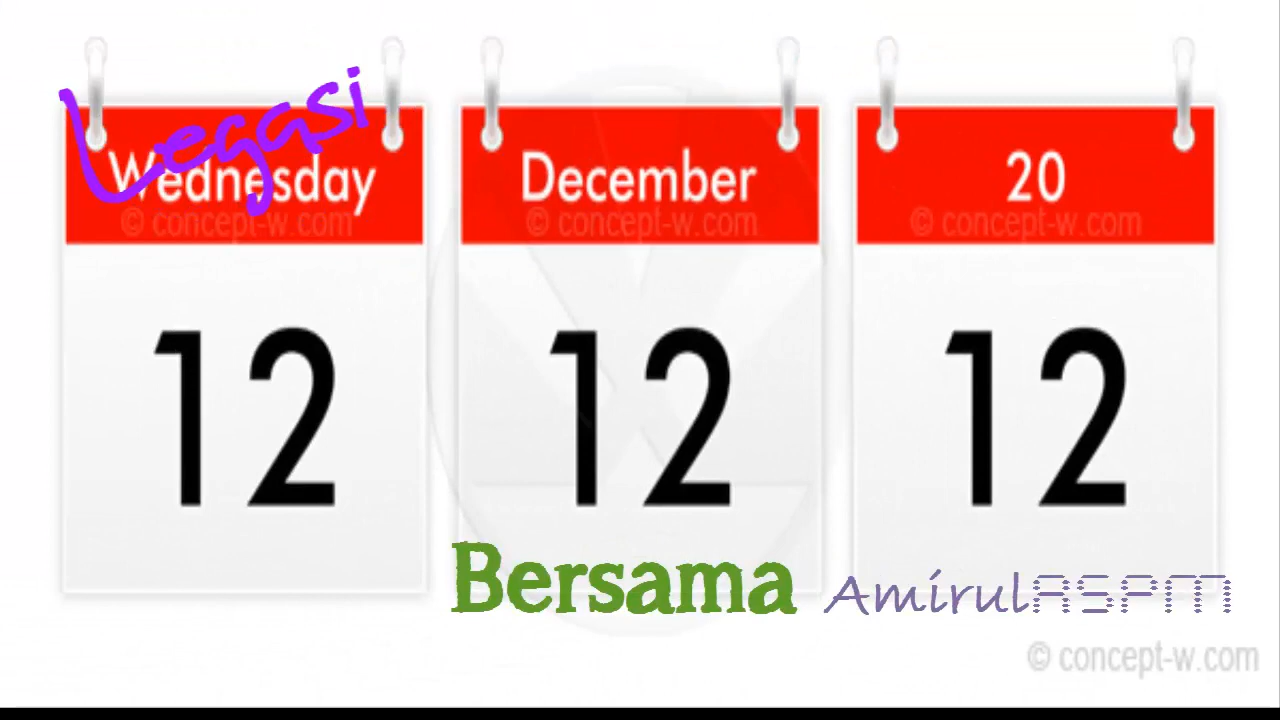 Legasi
Wednesday December 20
© concept-w.com © concept-w.com © concept-w.com
12 12 12
Bersama AmirulASPM
© concept-w.com